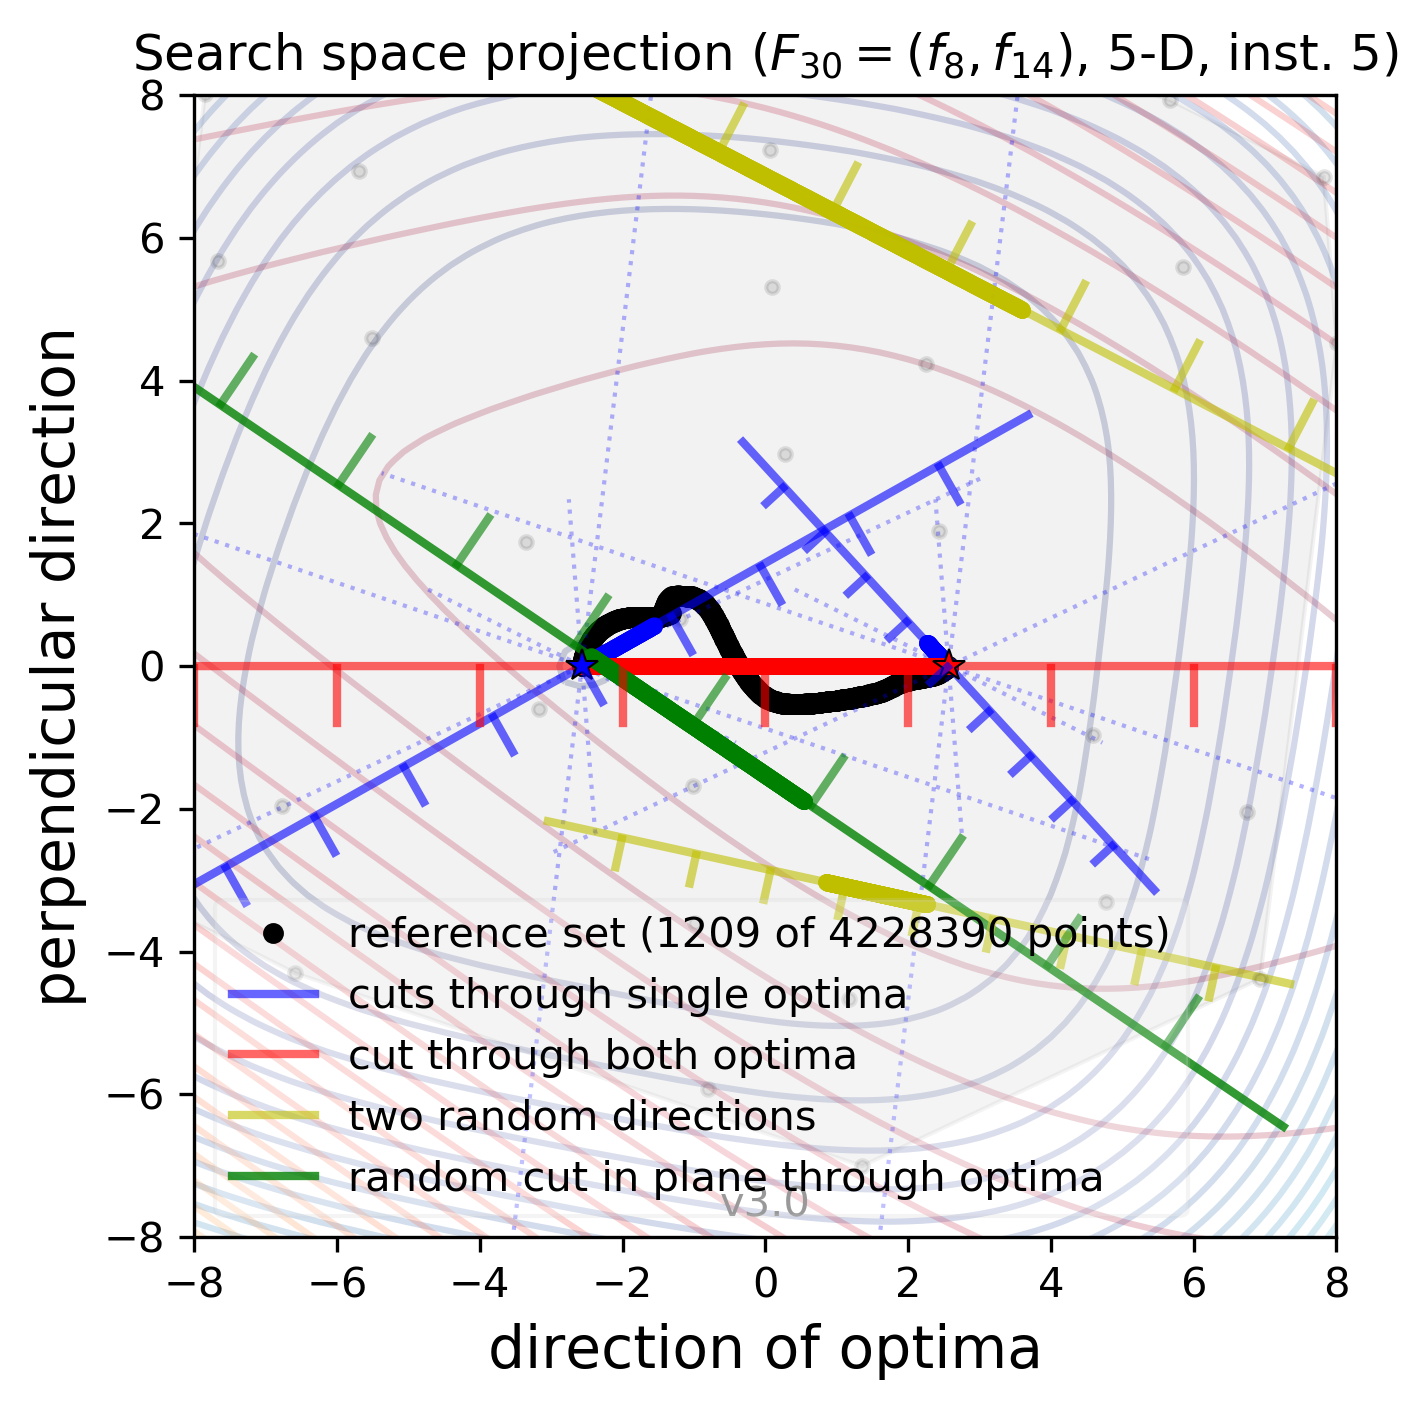 Search space projection (F30 = (f8, f14), 5-D, inst. 5)
8
6
4
2
0
−2
−4
−6
−8
perpendicular direction
reference set (1209 of 4228390 points)
cuts through single optima
cut through both optima
two random directions
random cut in plane through optima
v3.0
−8 −6 −4 −2 0 2 4 6 8
direction of optima